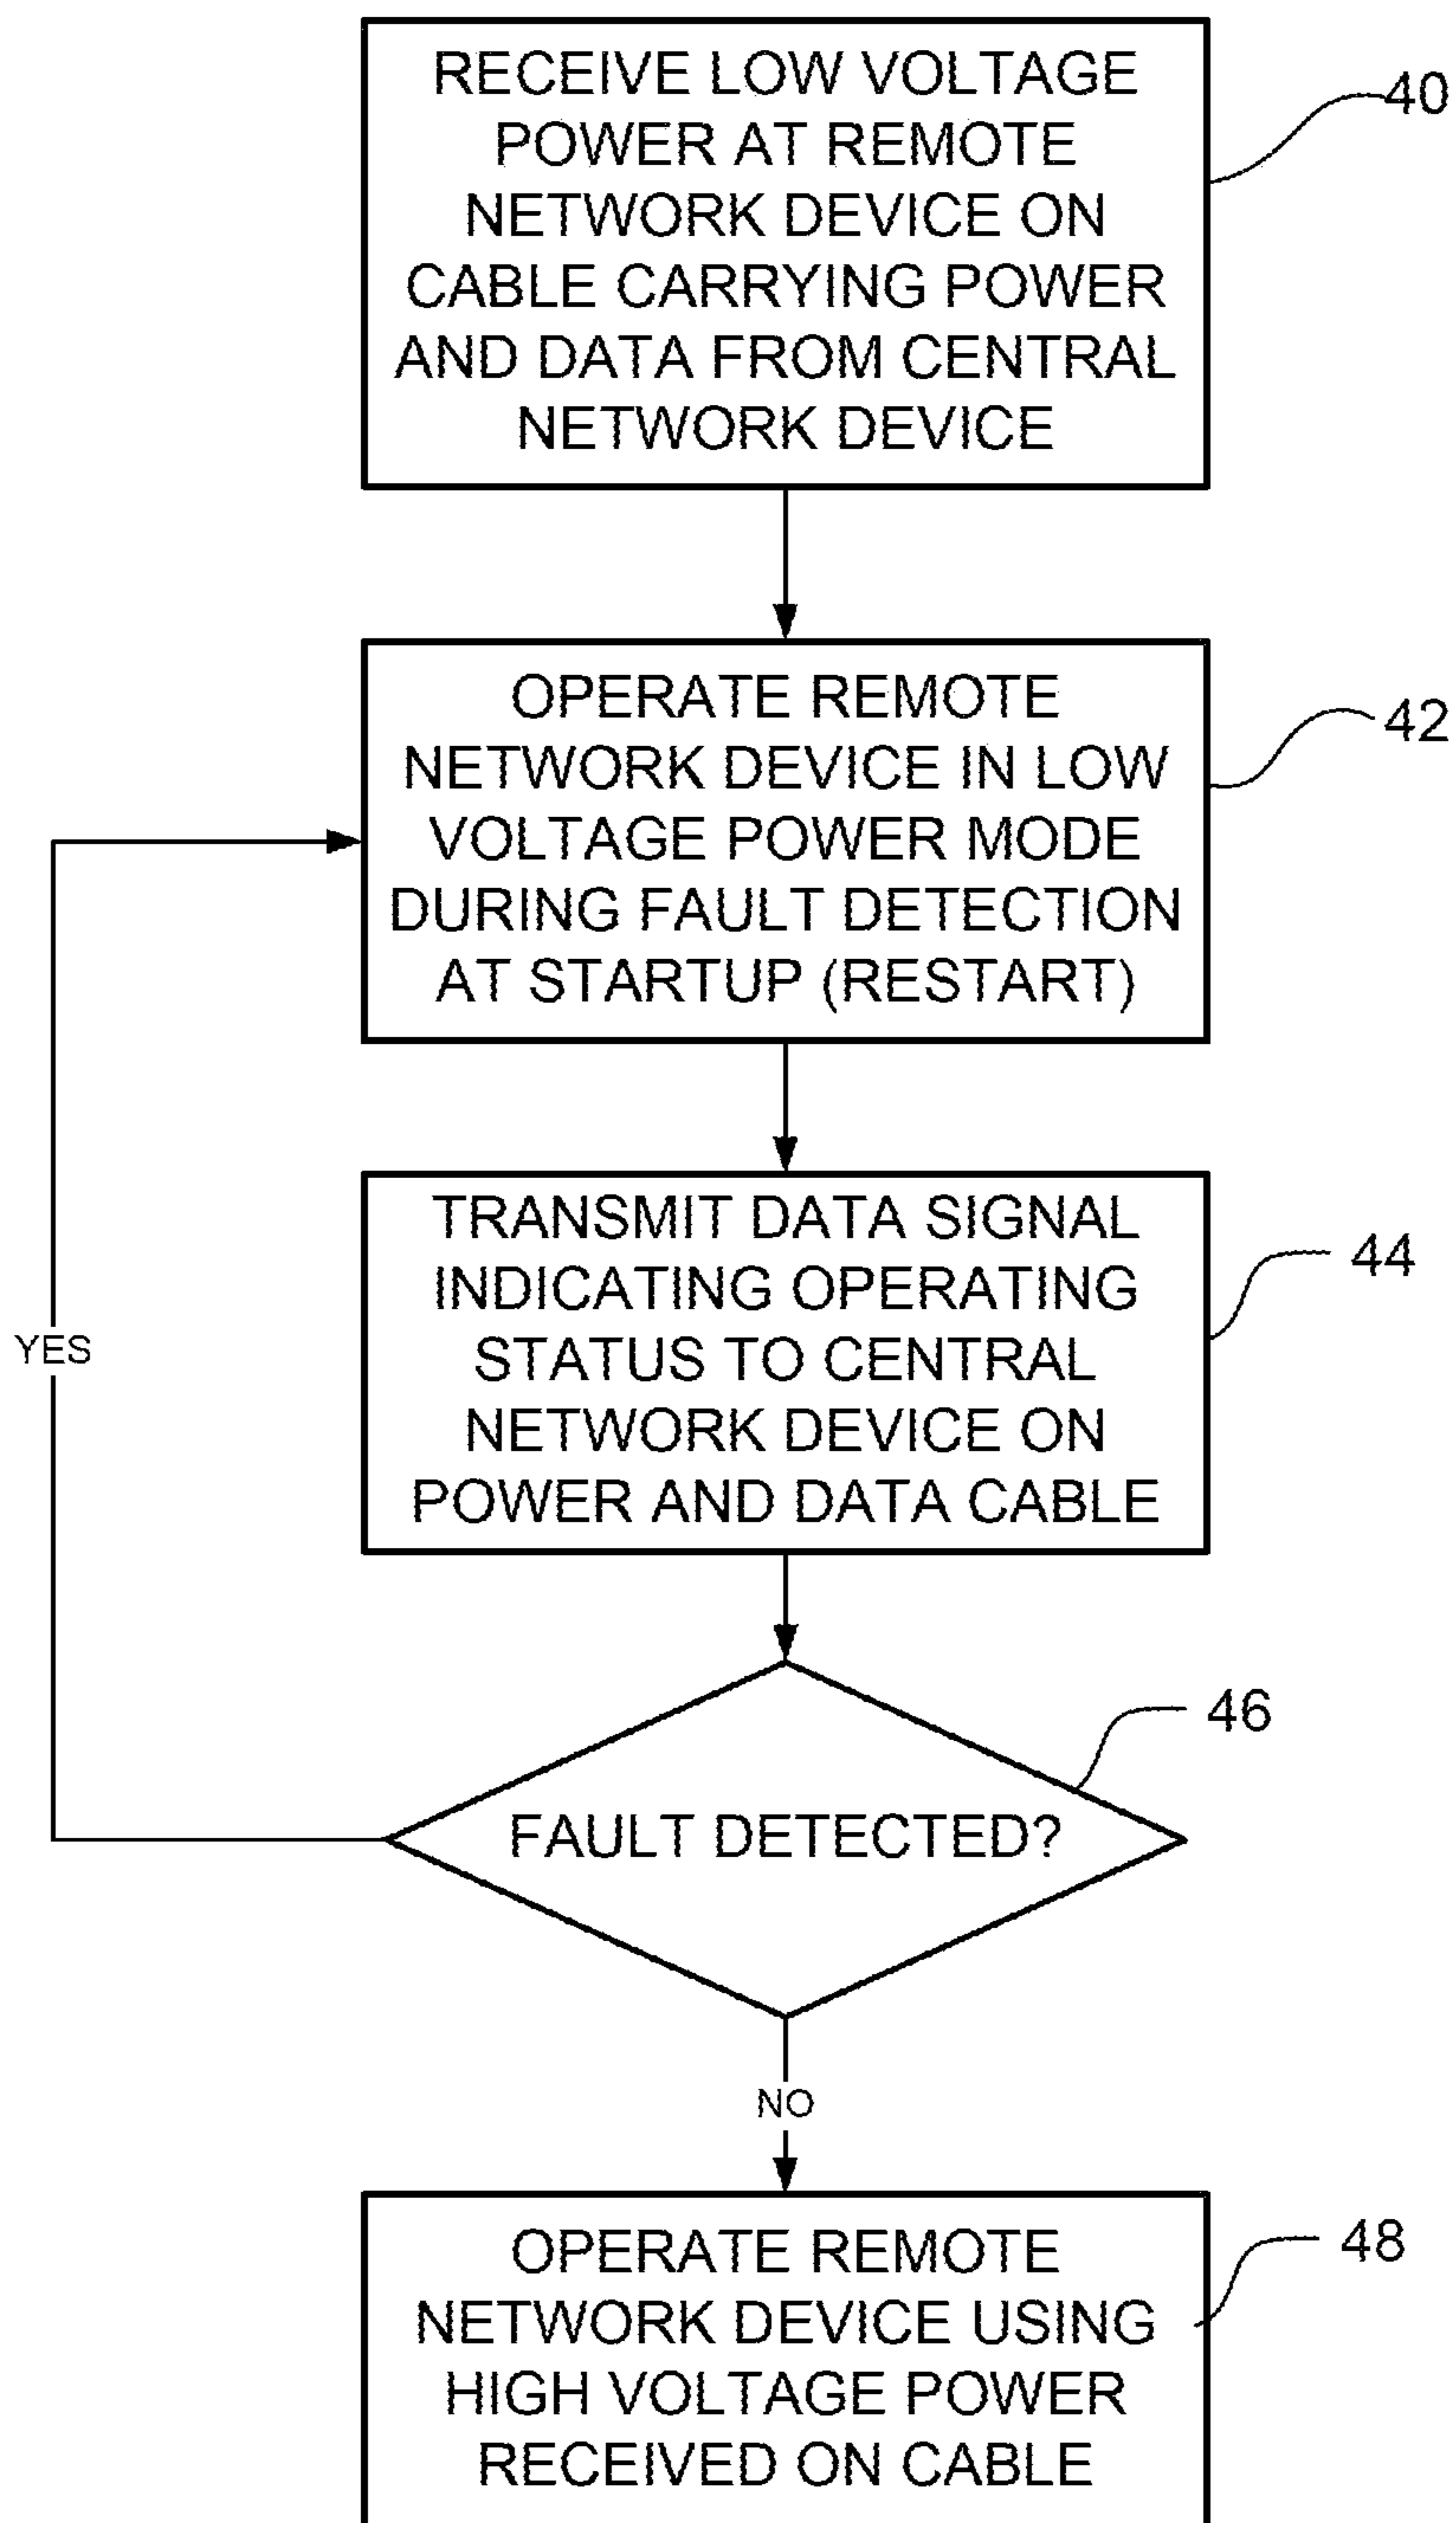 RECEIVE LOW VOLTAGE
POWER AT REMOTE
NETWORK DEVICE ON
CABLE CARRYING POWER
AND DATA FROM CENTRAL
NETWORK DEVICE
40
OPERATE REMOTE
NETWORK DEVICE IN LOW
VOLTAGE POWER MODE
DURING FAULT DETECTION
AT STARTUP (RESTART)
42
TRANSMIT DATA SIGNAL
INDICATING OPERATING
STATUS TO CENTRAL
NETWORK DEVICE ON
POWER AND DATA CABLE
44
YES
46
FAULT DETECTED?
NO
OPERATE REMOTE
NETWORK DEVICE USING
HIGH VOLTAGE POWER
RECEIVED ON CABLE
48